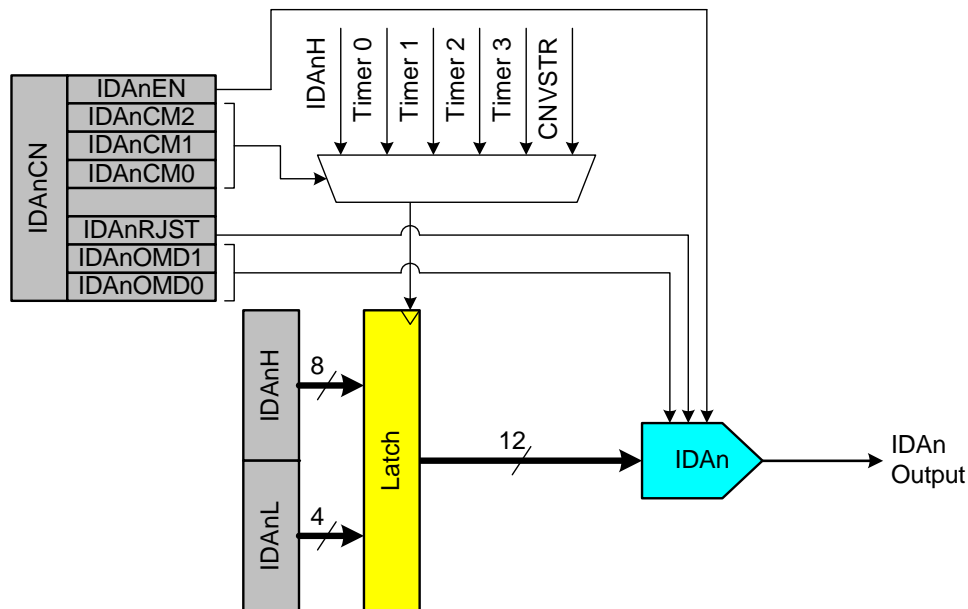 IDAnCN
IDAnEN
IDAnCM2
IDAnCM1
IDAnCM0
IDAnRJST
IDAnOMD1
IDAnOMD0
IDAnH
Timer 0
Timer 1
Timer 2
Timer 3
CNVSTR
IDAnH
IDAnL
8
4
Latch
12
IDAn
IDAn
Output